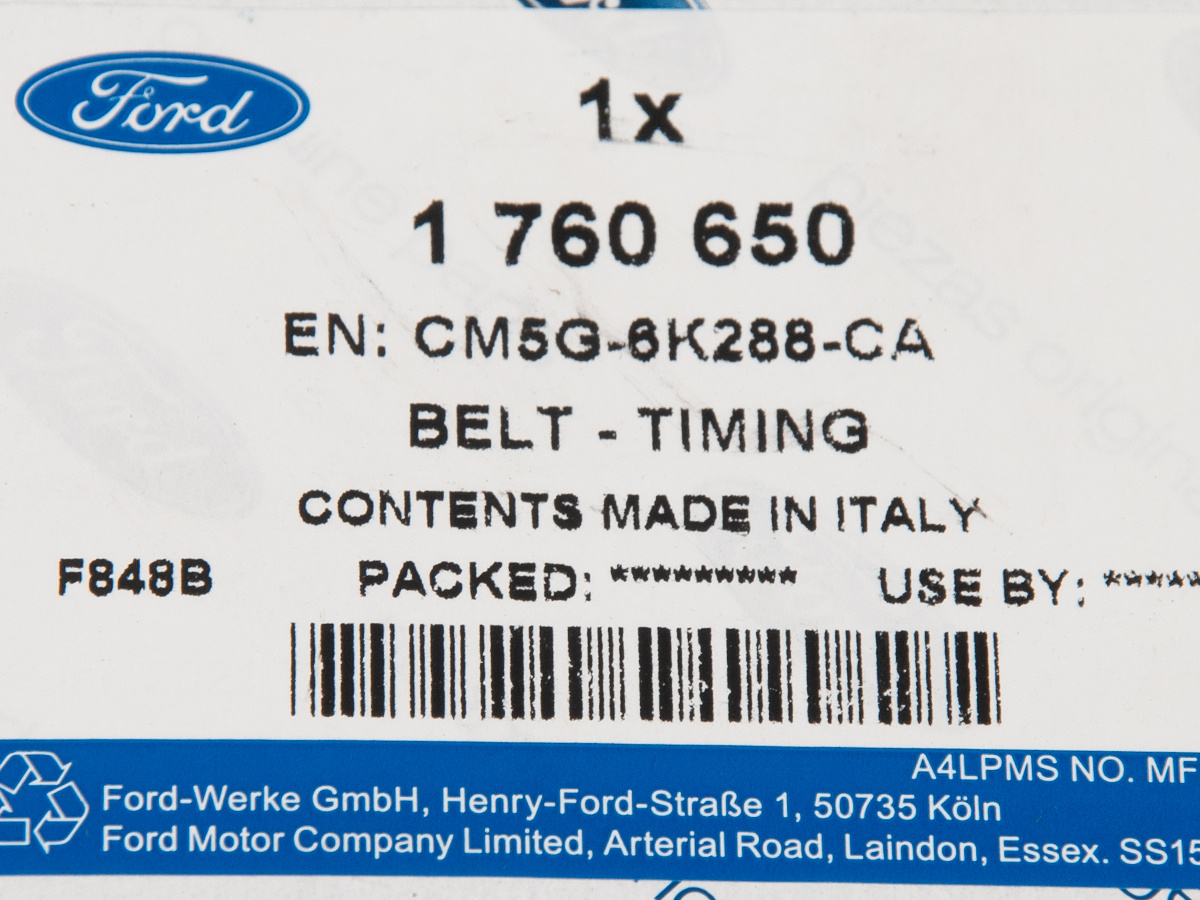 Ford
1x
1 760 650
EN: CM5G-6K288-CA
BELT - TIMING
CONTENTS MADE IN ITALY
F848B PACKED: ********* USE BY: *****
A4LPMS NO. MF
Ford-Werke GmbH, Henry-Ford-Straße 1, 50735 Köln
Ford Motor Company Limited, Arterial Road, Laindon, Essex. SS15